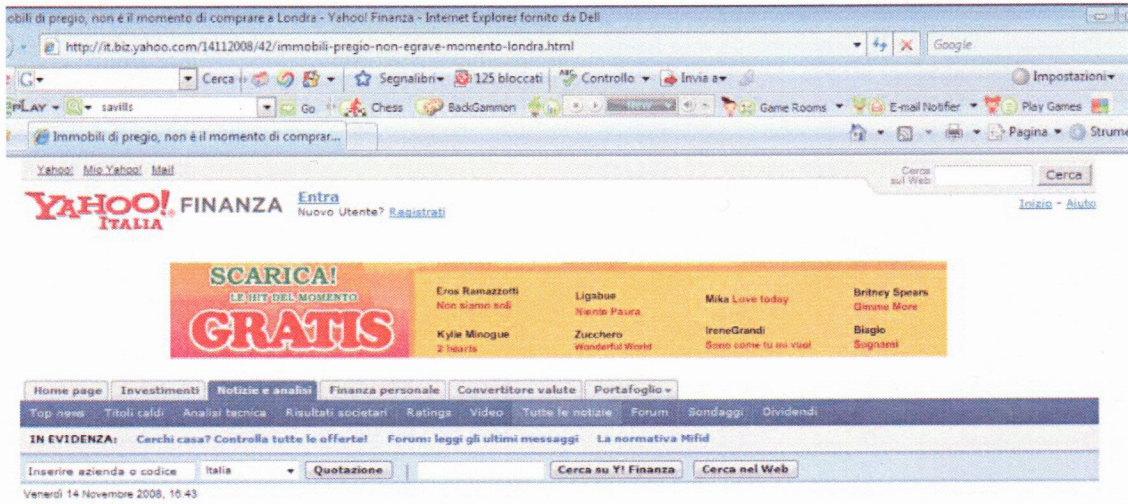 obili di pregio, non è il momento di comprare a Londra - Yahoo! Finanza - Internet Explorer fornito da Dell
http://it.biz.yahoo.com/14112008/42/immobili-pregio-non-egrave-momento-londra.html Google
G Cerca Segnalibri 125 bloccati Controllo Invia a Impostazioni
PLAY savills Go Chess BackGammon Game Rooms E-mail Notifier Play Games
Immobili di pregio, non è il momento di comprar... Pagina Strume
Yahoo! Mio Yahoo! Mail Cerca sul Web Cerca
YAHOO! ITALIA FINANZA Entra
Nuovo Utente? Registrati
Inizio - Aiuto
SCARICA!
LE HIT DEL MOMENTO
GRATIS
Eros Ramazzotti
Non siamo soli
Kylie Minogue
2 hearts
Ligabue
Niente Paura
Zucchero
Wonderful World
Mika Love today
IreneGrandi
Sono come tu mi vuoi
Britney Spears
Gimme More
Biagio
Sognami
Home page Investimenti Notizie e analisi Finanza personale Convertitore valute Portafoglio
Top news Titoli caldi Analisi tecnica Risultati societari Ratings Video Tutte le notizie Forum Sondaggi Dividendi
IN EVIDENZA: Cerchi casa? Controlla tutte le offerte! Forum: leggi gli ultimi messaggi La normativa Mifid
Inserire azienda o codice Italia Quotazione Cerca su Y! Finanza Cerca nel Web
Venerdì 14 Novembre 2008, 16:43